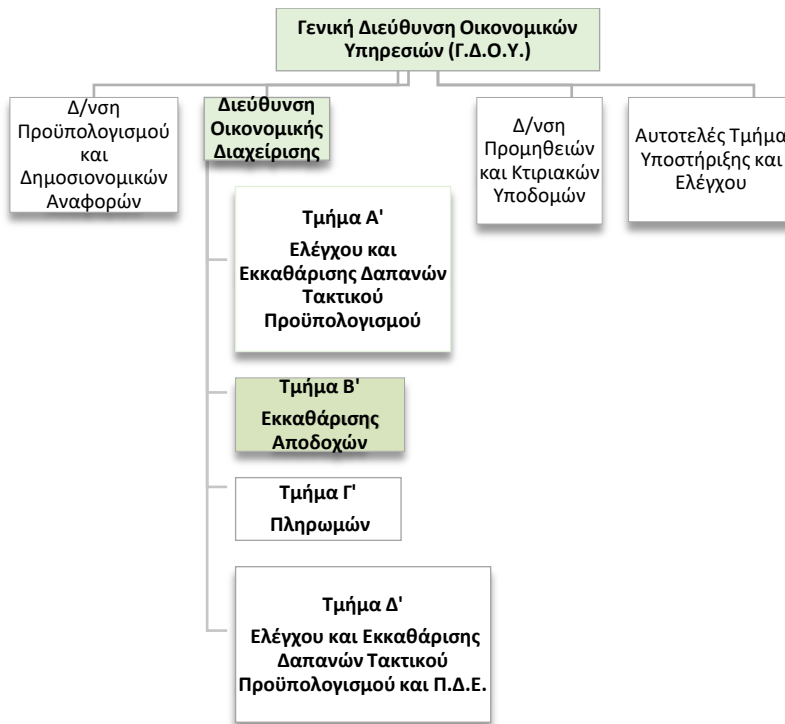 Γενική Διεύθυνση Οικονομικών
Υπηρεσιών (Γ.Δ.Ο.Υ.)
Δ/νση
Προϋπολογισμού
και
Δημοσιονομικών
Αναφορών
Διεύθυνση
Οικονομικής
Διαχείρισης
Δ/νση
Προμηθειών
και Κτιριακών
Υποδομών
Αυτοτελές Τμήμα
Υποστήριξης και
Ελέγχου
Τμήμα Α'
Ελέγχου και
Εκκαθάρισης Δαπανών
Τακτικού
Προϋπολογισμού
Τμήμα Β'
Εκκαθάρισης
Αποδοχών
Τμήμα Γ'
Πληρωμών
Τμήμα Δ'
Ελέγχου και Εκκαθάρισης
Δαπανών Τακτικού
Προϋπολογισμού και Π.Δ.Ε.